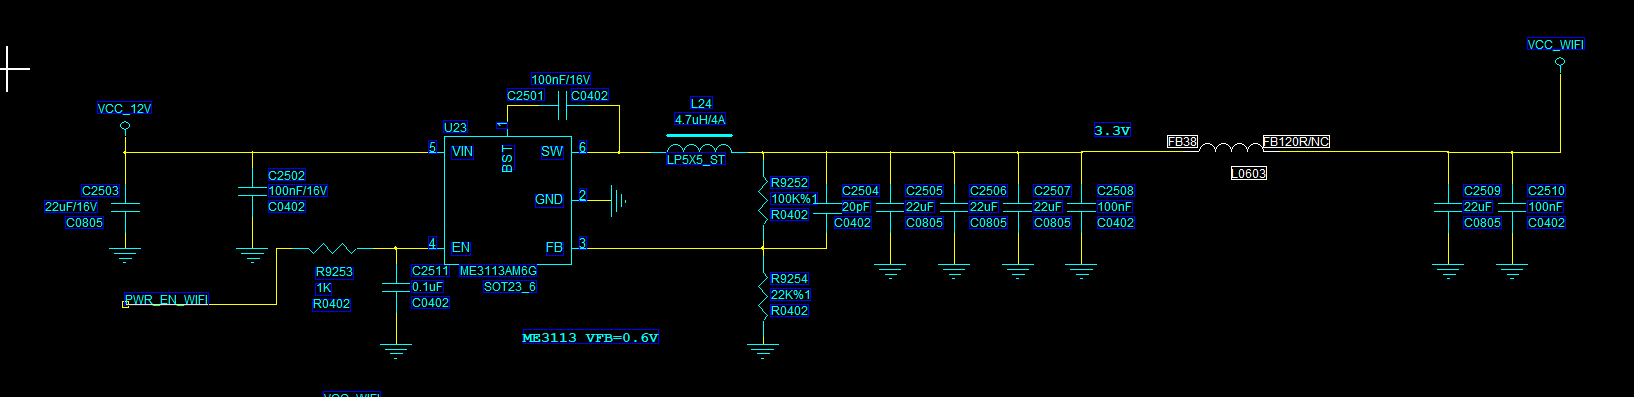 VCC_WIFI
100nF/16V
C2501 C0402
L24
4.7uH/4A
VCC_12V
U23
1
3.3V
FB38 FB120R/NC
5 VIN BST SW 6
LP5X5_ST
L0603
C2502
100nF/16V
C0402
C2503
22uF/16V
C0805
GND 2
R9252
100K%1
R0402
C2504
20pF
C0402
C2505
22uF
C0805
C2506
22uF
C0805
C2507
22uF
C0805
C2508
100nF
C0402
C2509
22uF
C0805
C2510
100nF
C0402
4 EN FB 3
R9253
1K
R0402
C2511
0.1uF
C0402
ME3113AM6G
SOT23_6
R9254
22K%1
R0402
PWR_EN_WIFI
ME3113 VFB=0.6V
VCC_WIFI